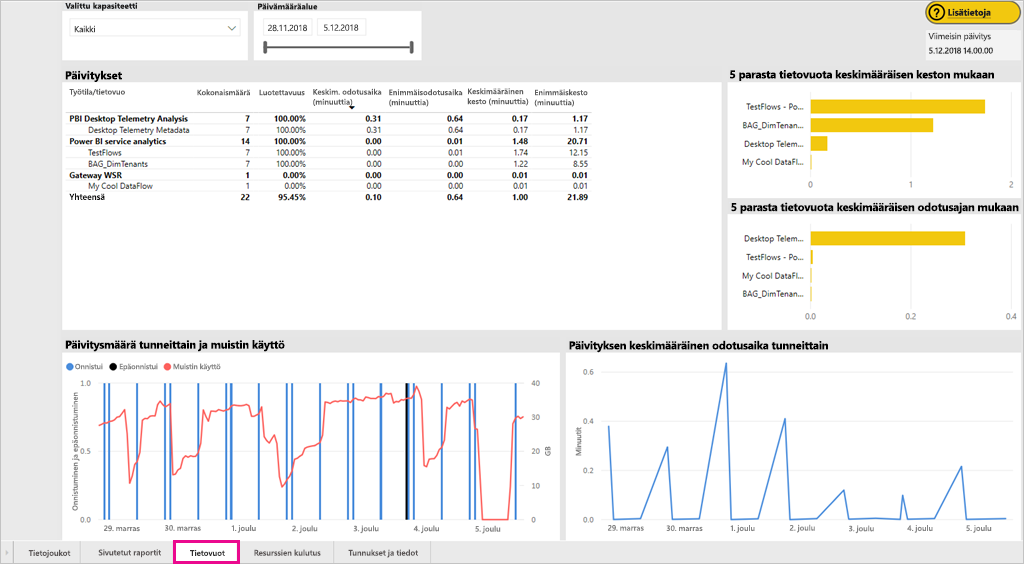 Valittu kapasiteetti
Kaikki
Päivämääräalue
28.11.2018 5.12.2018
? Lisätietoja
Viimeisin päivitys
5.12.2018 14.00.00
Päivitykset
Työtila/tietovuo Kokonaismäärä Luotettavuus Keskim. odotusaika (minuuttia) Enimmäisodotusaika (minuuttia) Keskimääräinen kesto (minuuttia) Enimmäiskesto (minuuttia)
PBI Desktop Telemetry Analysis 7 100.00% 0.31 0.64 0.17 1.17
Desktop Telemetry Metadata 7 100.00% 0.31 0.64 0.17 1.17
Power BI service analytics 14 100.00% 0.00 0.01 1.48 20.71
TestFlows 7 100.00% 0.00 0.01 1.74 12.15
BAG_DimTenants 7 100.00% 0.00 0.00 1.22 8.55
Gateway WSR 1 0.00% 0.00 0.00 0.01 0.01
My Cool DataFlow 1 0.00% 0.00 0.00 0.01 0.01
Yhteensä 22 95.45% 0.10 0.64 1.00 21.89
5 parasta tietovuota keskimääräisen keston mukaan
TestFlows - Po...
BAG_DimTenan...
Desktop Telem...
My Cool DataFl...
0 1 2
5 parasta tietovuota keskimääräisen odotusajan mukaan
Desktop Telem...
TestFlows - Po...
My Cool DataFl...
BAG_DimTenan...
0.0 0.2 0.4
Päivitysmäärä tunneittain ja muistin käyttö
Onnistui Epäonnistui Muistin käyttö
Onnistuminen ja epäonnistuminen
1.0
0.5
0.0
40
30
20
10
0
GB
29. marras 30. marras 1. joulu 2. joulu 3. joulu 4. joulu 5. joulu
Päivityksen keskimääräinen odotusaika tunneittain
Minuutit
0.6
0.4
0.2
0.0
29. marras 30. marras 1. joulu 2. joulu 3. joulu 4. joulu 5. joulu
Tietojoukot Sivutetut raportit Tietovuot Resurssien kulutus Tunnukset ja tiedot